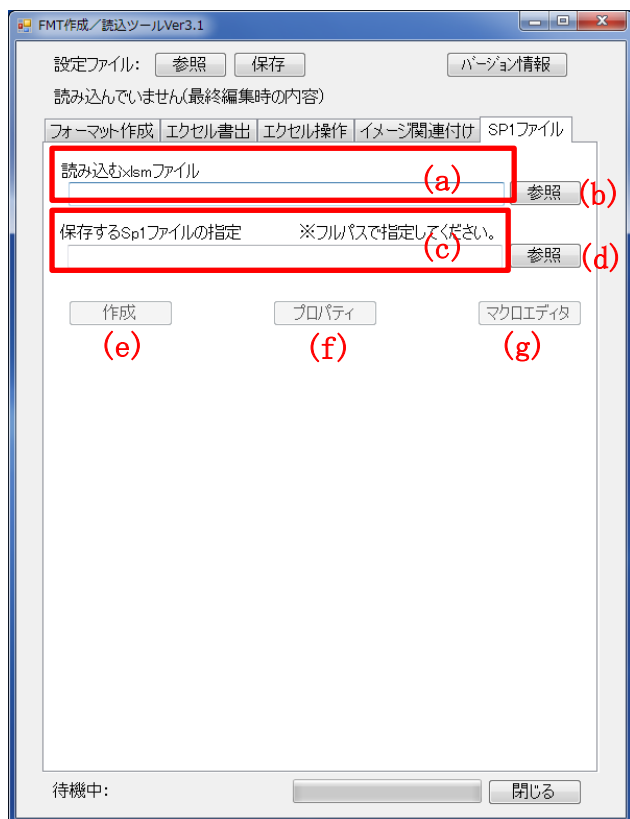 FMT作成／読込ツールVer3.1
設定ファイル： 参照 保存 バージョン情報
読み込んでいません(最終編集時の内容)
フォーマット作成 エクセル書出 エクセル操作 イメージ関連付け SP1ファイル
読み込むxlsmファイル (a)
参照 (b)
保存するSp1ファイルの指定 ※フルパスで指定してください。
(c) 参照 (d)
作成 プロパティ マクロエディタ
(e) (f) (g)
待機中： 閉じる